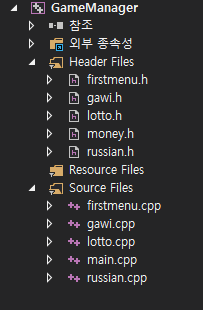 GameManager
참조
외부 종속성
Header Files
firstmenu.h
gawi.h
lotto.h
money.h
russian.h
Resource Files
Source Files
firstmenu.cpp
gawi.cpp
lotto.cpp
main.cpp
russian.cpp